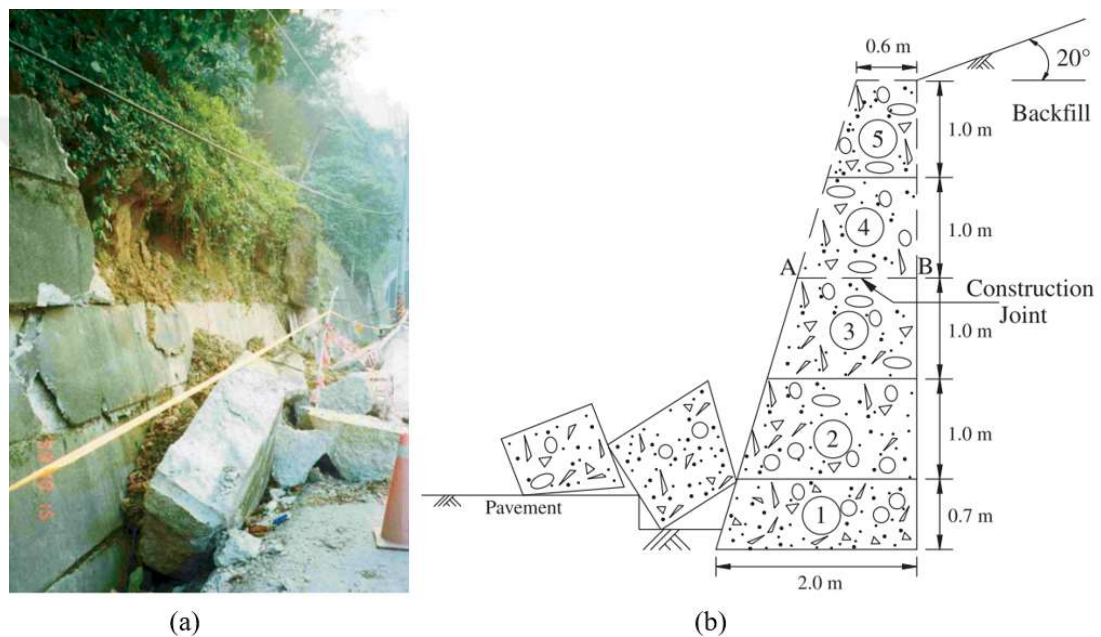 0.6 m
20°
Backfill
5
1.0 m
4
1.0 m
A
B
Construction
Joint
3
1.0 m
2
1.0 m
Pavement
1
0.7 m
2.0 m
(a)
(b)